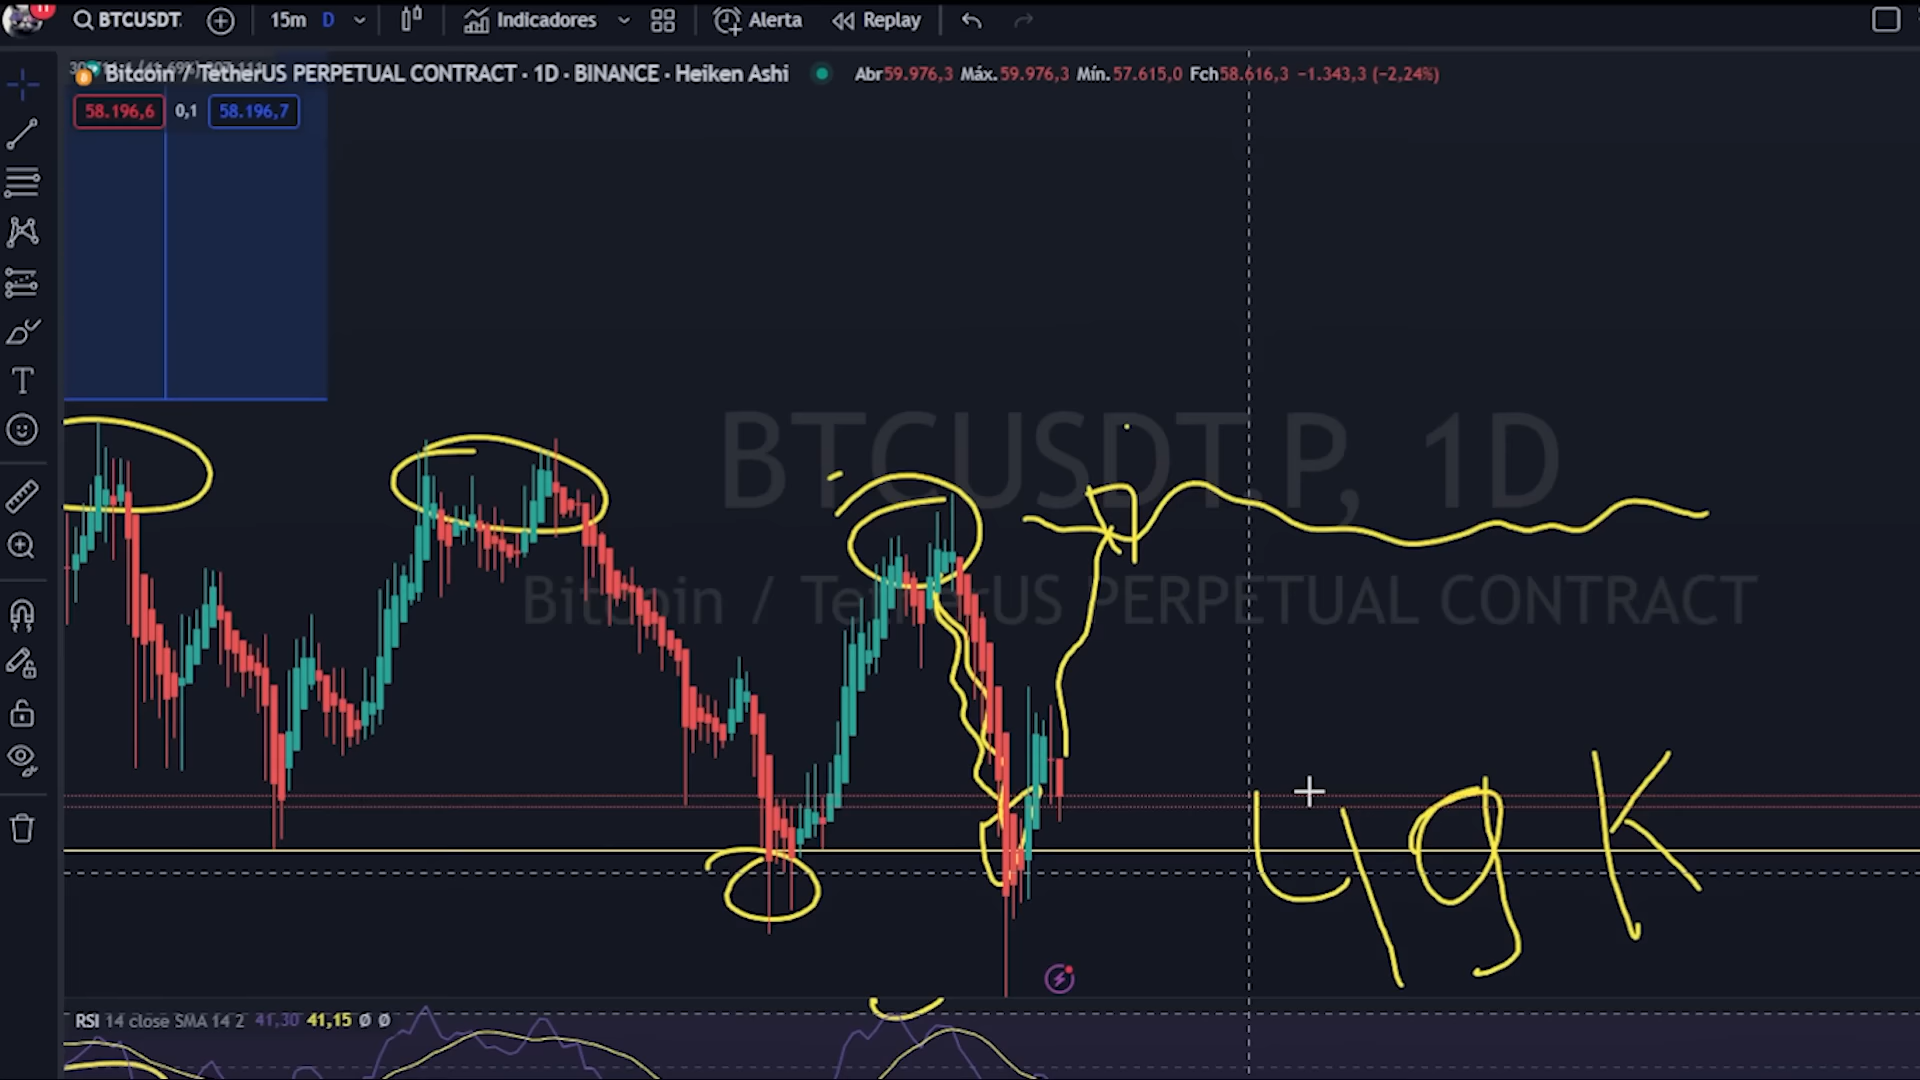 11
BTCUSDT. 15m D Indicadores Alerta Replay
Bitcoin / TetherUS PERPETUAL CONTRACT · 1D · BINANCE · Heiken Ashi Abr59.976,3 Máx.59.976,3 Mín.57.615,0 Fch58.616,3 −1.343,3 (−2,24%)
58.196,6 0,1 58.196,7
BTCUSDT.P, 1D
Bitcoin / TetherUS PERPETUAL CONTRACT
49K
RSI 14 close SMA 14 2 41,30 41,15 Ø Ø